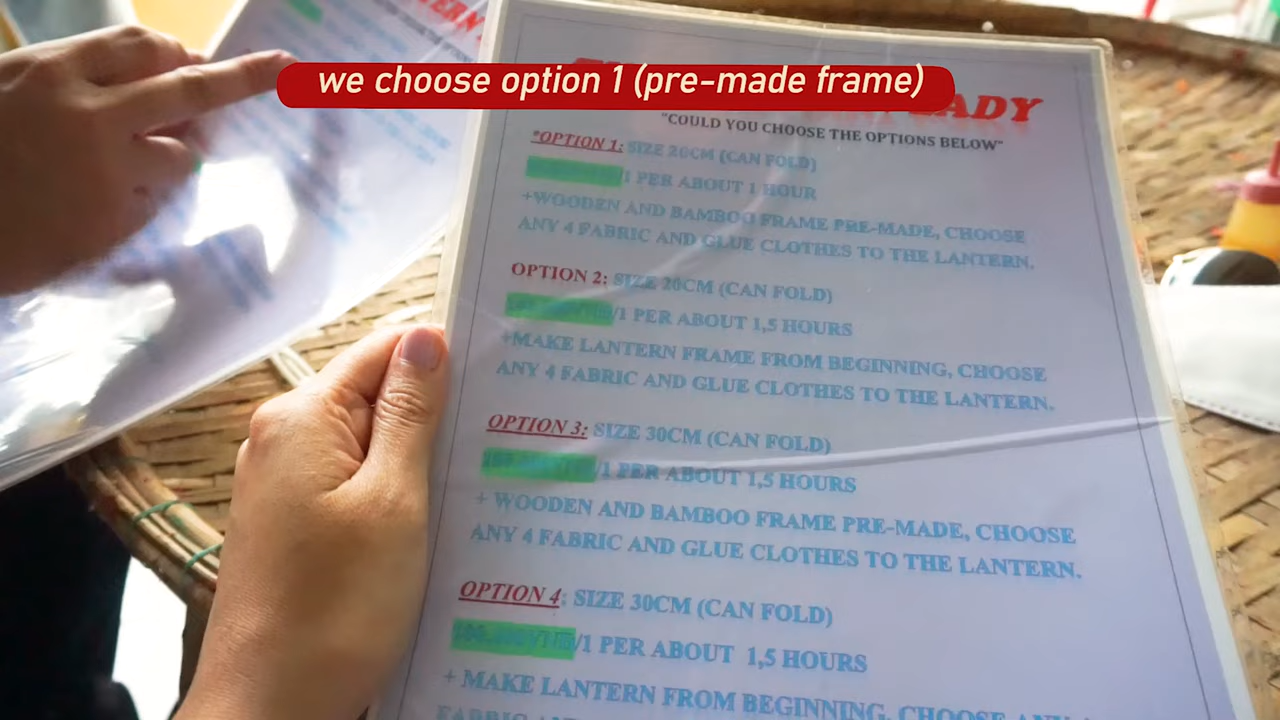 we choose option 1 (pre-made frame)
ADY
"COULD YOU CHOOSE THE OPTIONS BELOW"
*OPTION 1: SIZE 20CM (CAN FOLD)
/1 PER ABOUT 1 HOUR
+WOODEN AND BAMBOO FRAME PRE-MADE, CHOOSE
ANY 4 FABRIC AND GLUE CLOTHES TO THE LANTERN.
OPTION 2: SIZE 20CM (CAN FOLD)
/1 PER ABOUT 1,5 HOURS
+MAKE LANTERN FRAME FROM BEGINNING, CHOOSE
ANY 4 FABRIC AND GLUE CLOTHES TO THE LANTERN.
OPTION 3: SIZE 30CM (CAN FOLD)
/1 PER ABOUT 1,5 HOURS
+ WOODEN AND BAMBOO FRAME PRE-MADE, CHOOSE
ANY 4 FABRIC AND GLUE CLOTHES TO THE LANTERN.
OPTION 4: SIZE 30CM (CAN FOLD)
/1 PER ABOUT 1,5 HOURS
+ MAKE LANTERN FROM BEGINNING, CHOOSE ANY 4